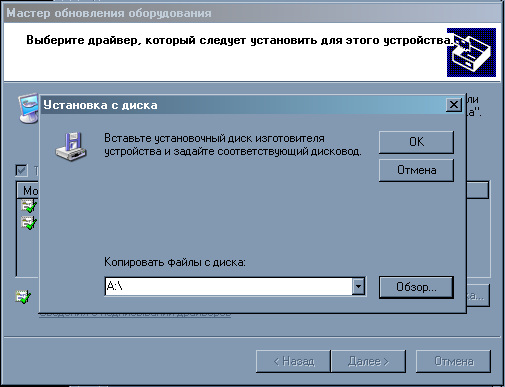 Мастер обновления оборудования
Выберите драйвер, который следует установить для этого устройства.
ли
а".
Установка с диска
Вставьте установочный диск изготовителя
устройства и задайте соответствующий дисковод.
OK
Отмена
Т
Мо
Копировать файлы с диска:
A:\
Обзор...
ка...
< Назад
Далее >
Отмена